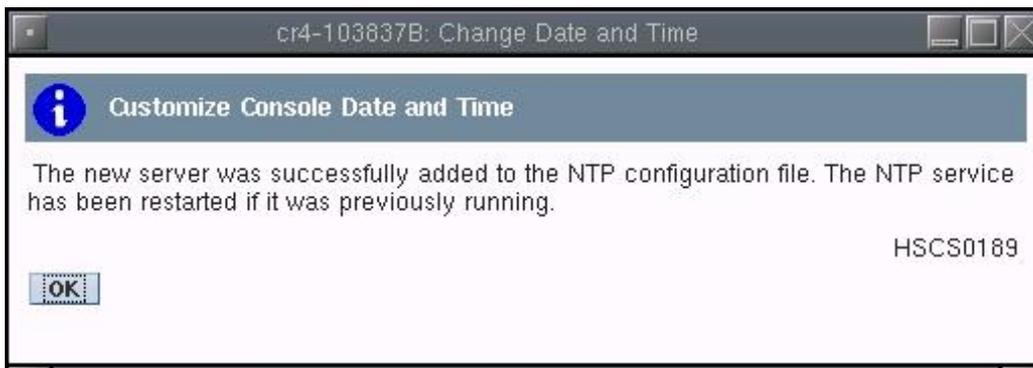 cr4-103837B: Change Date and Time
Customize Console Date and Time
The new server was successfully added to the NTP configuration file. The NTP service
has been restarted if it was previously running.
HSCS0189
OK